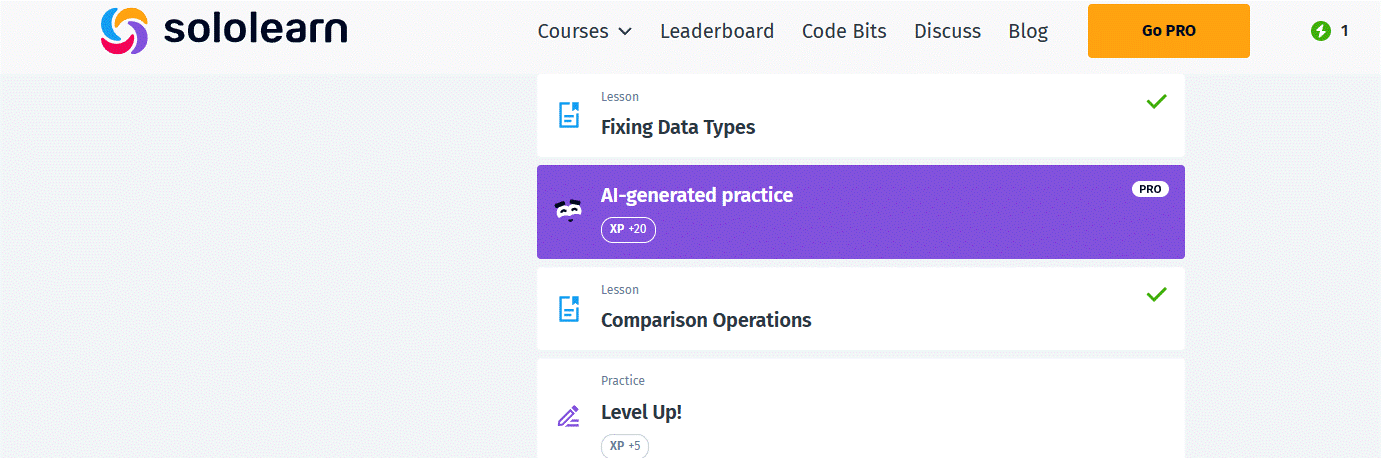 sololearn Courses Leaderboard Code Bits Discuss Blog Go PRO 1
Lesson
Fixing Data Types
AI-generated practice PRO
XP +20
Lesson
Comparison Operations
Practice
Level Up!
XP +5